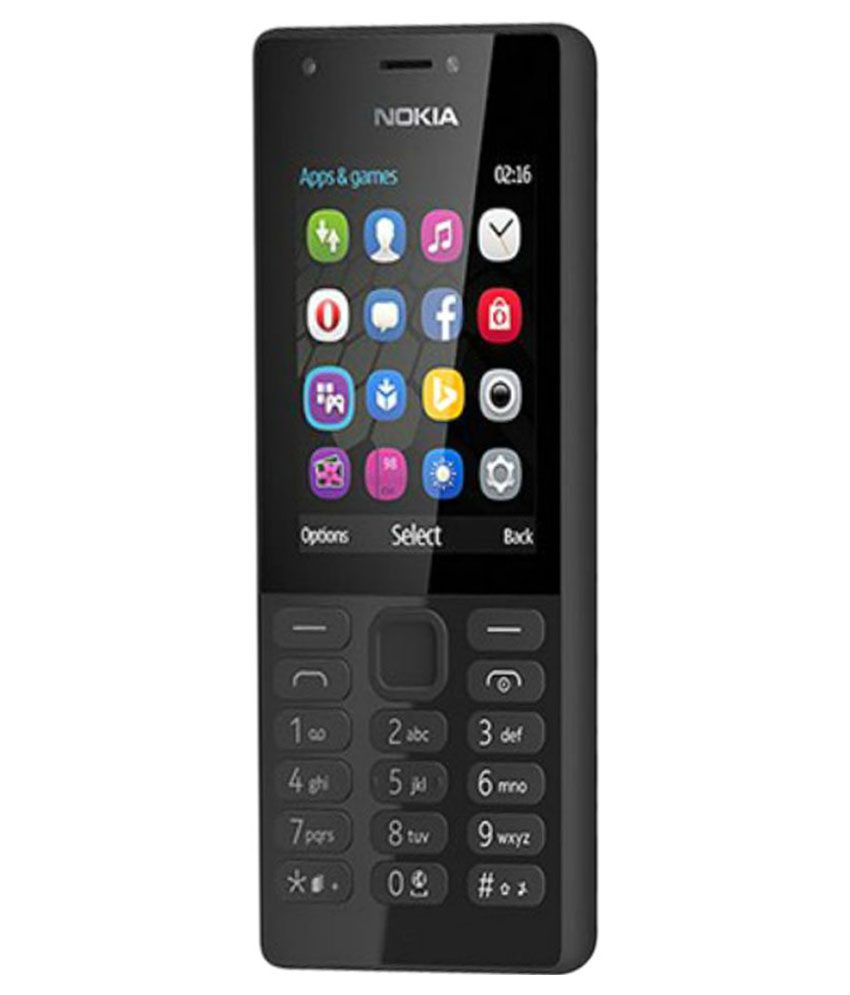 NOKIA
Apps & games 02:16
98
Options Select Back
1
2 abc 3 def
4 ghi 5 jkl 6 mno
7 pqrs 8 tuv 9 wxyz
* 0 #